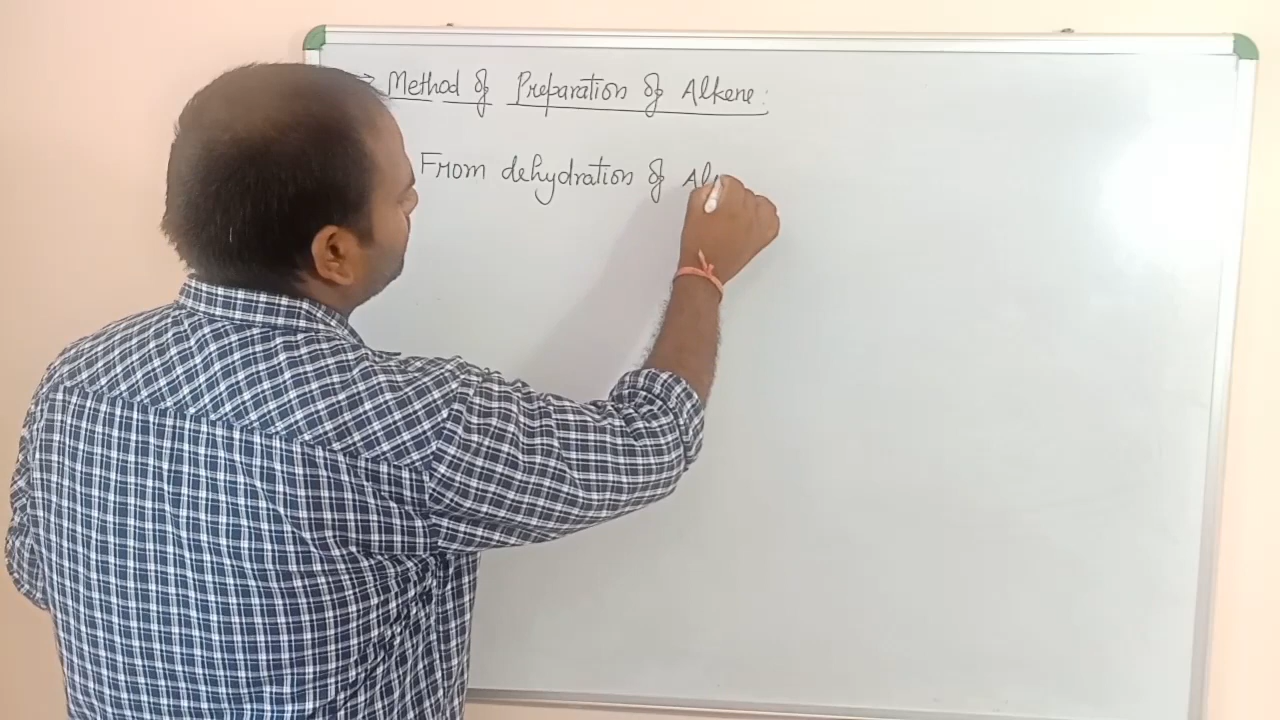 → Method of Preparation of Alkene:
From dehydration of Al